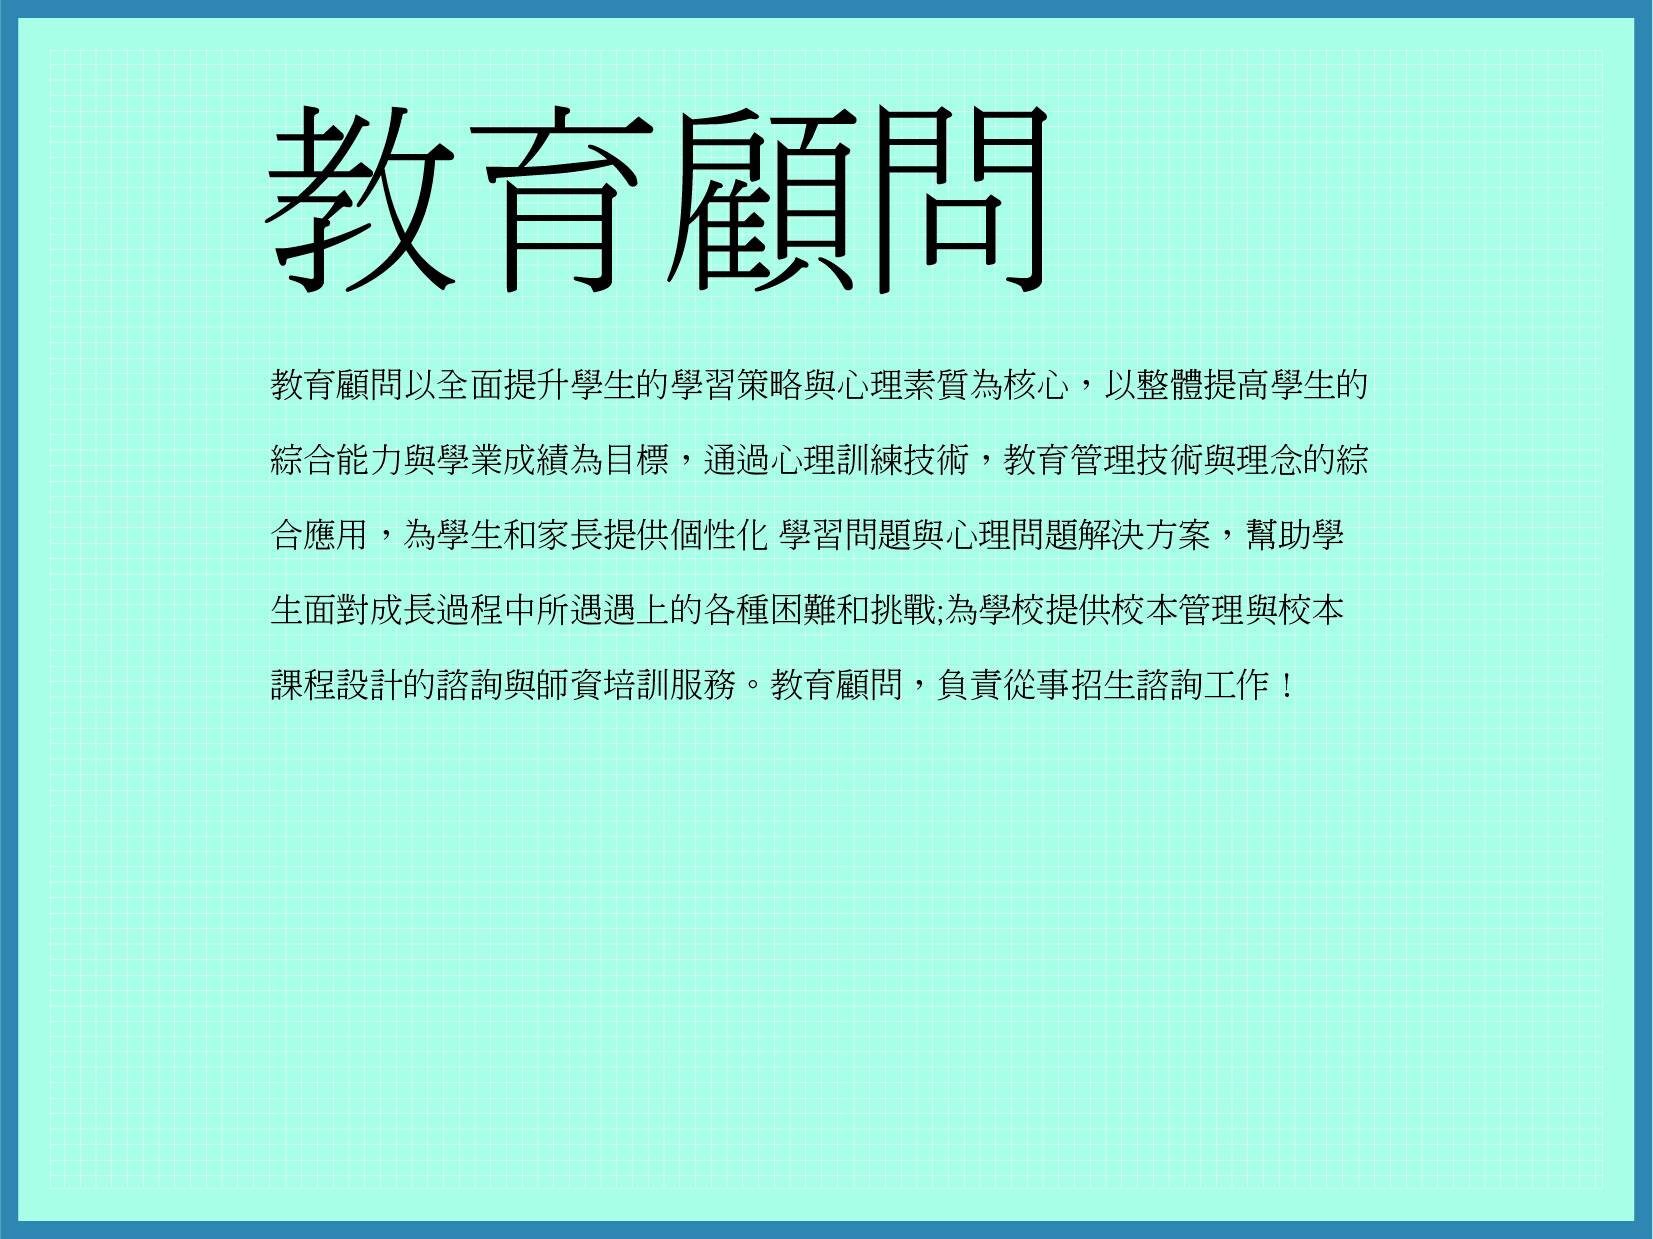 教育顧問
教育顧問以全面提升學生的學習策略與心理素質為核心，以整體提高學生的
綜合能力與學業成績為目標，通過心理訓練技術，教育管理技術與理念的綜
合應用，為學生和家長提供個性化 學習問題與心理問題解決方案，幫助學
生面對成長過程中所遇遇上的各種困難和挑戰;為學校提供校本管理與校本
課程設計的諮詢與師資培訓服務。教育顧問，負責從事招生諮詢工作！